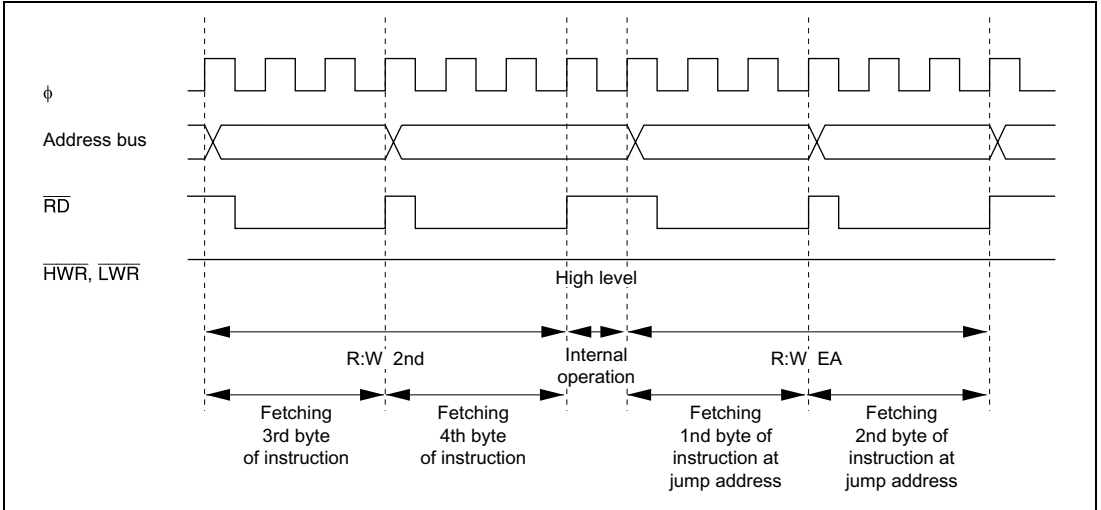 ϕ
Address bus
RD
HWR, LWR
High level
R:W 2nd
Internal
operation
R:W EA
Fetching
3rd byte
of instruction
Fetching
4th byte
of instruction
Fetching
1nd byte of
instruction at
jump address
Fetching
2nd byte of
instruction at
jump address